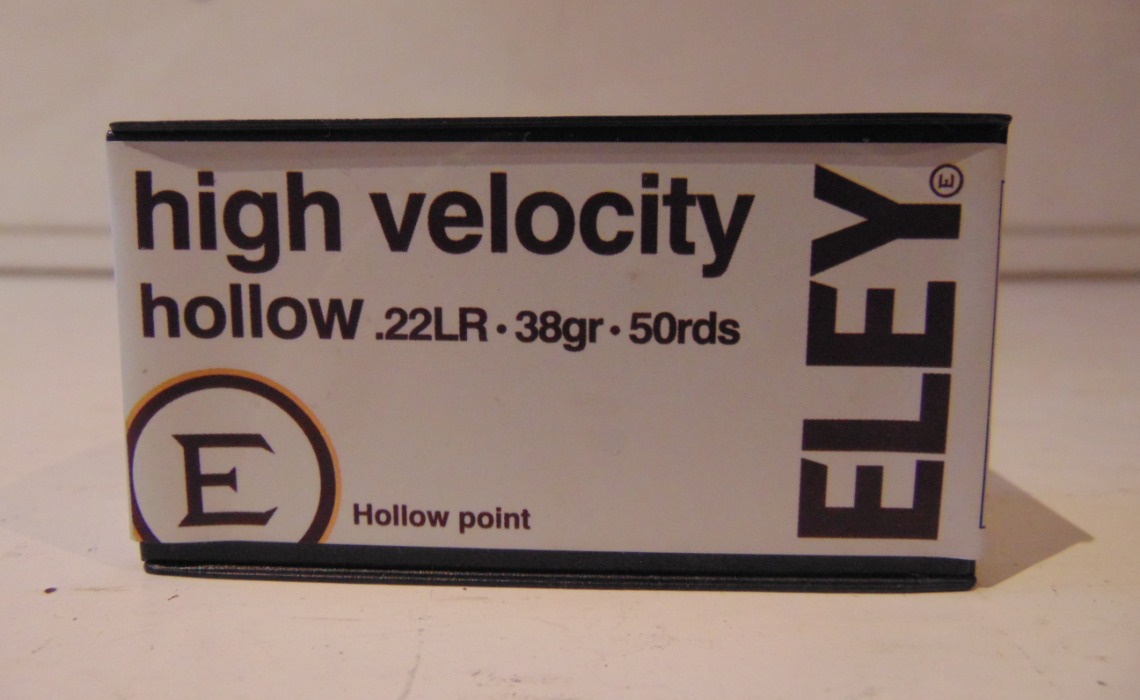 high velocity
hollow .22LR • 38gr • 50rds
E
Hollow point
ELEY
E